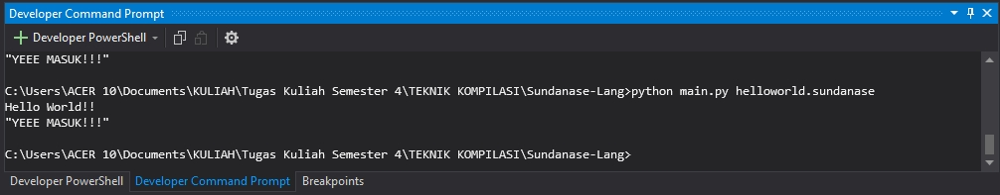 Developer Command Prompt
Developer PowerShell
"YEEE MASUK!!!"
C:\Users\ACER 10\Documents\KULIAH\Tugas Kuliah Semester 4\TEKNIK KOMPILASI\Sundanase-Lang>python main.py helloworld.sundanase
Hello World!!
"YEEE MASUK!!!"
C:\Users\ACER 10\Documents\KULIAH\Tugas Kuliah Semester 4\TEKNIK KOMPILASI\Sundanase-Lang>
Developer PowerShell Developer Command Prompt Breakpoints